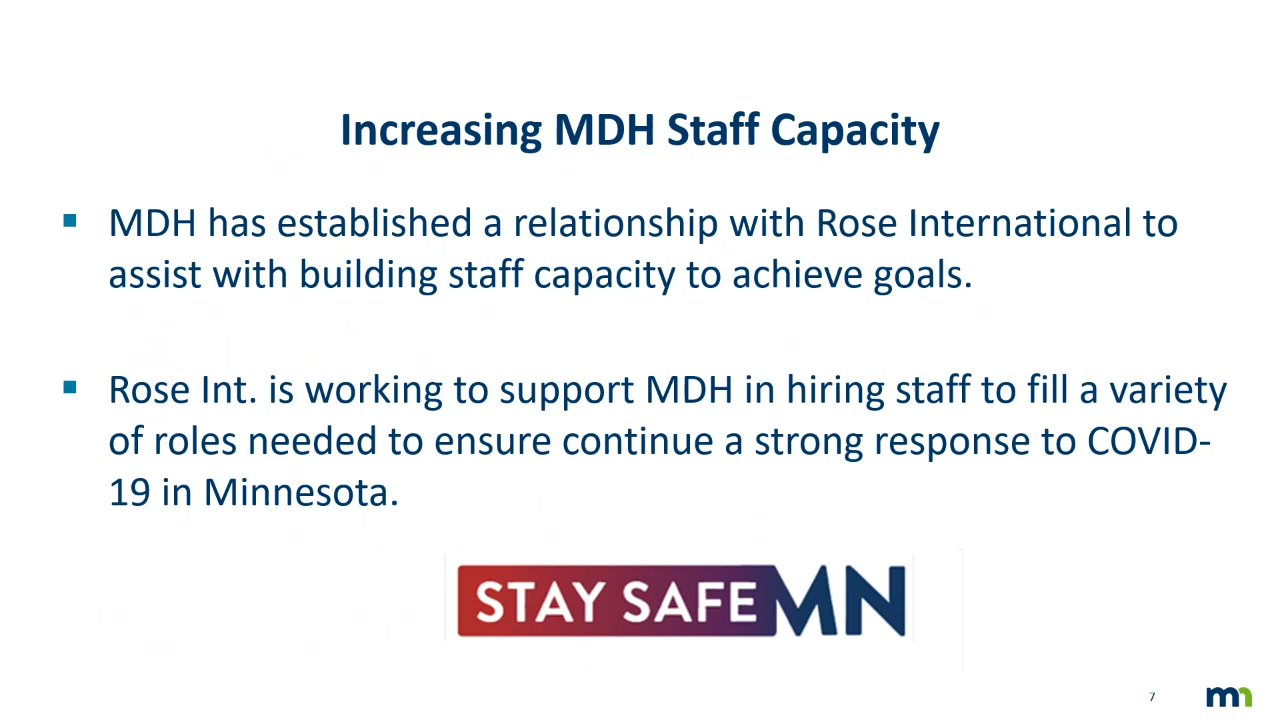 Increasing MDH Staff Capacity
▪ MDH has established a relationship with Rose International to
assist with building staff capacity to achieve goals.
▪ Rose Int. is working to support MDH in hiring staff to fill a variety
of roles needed to ensure continue a strong response to COVID-
19 in Minnesota.
STAY SAFE MN
7
mn